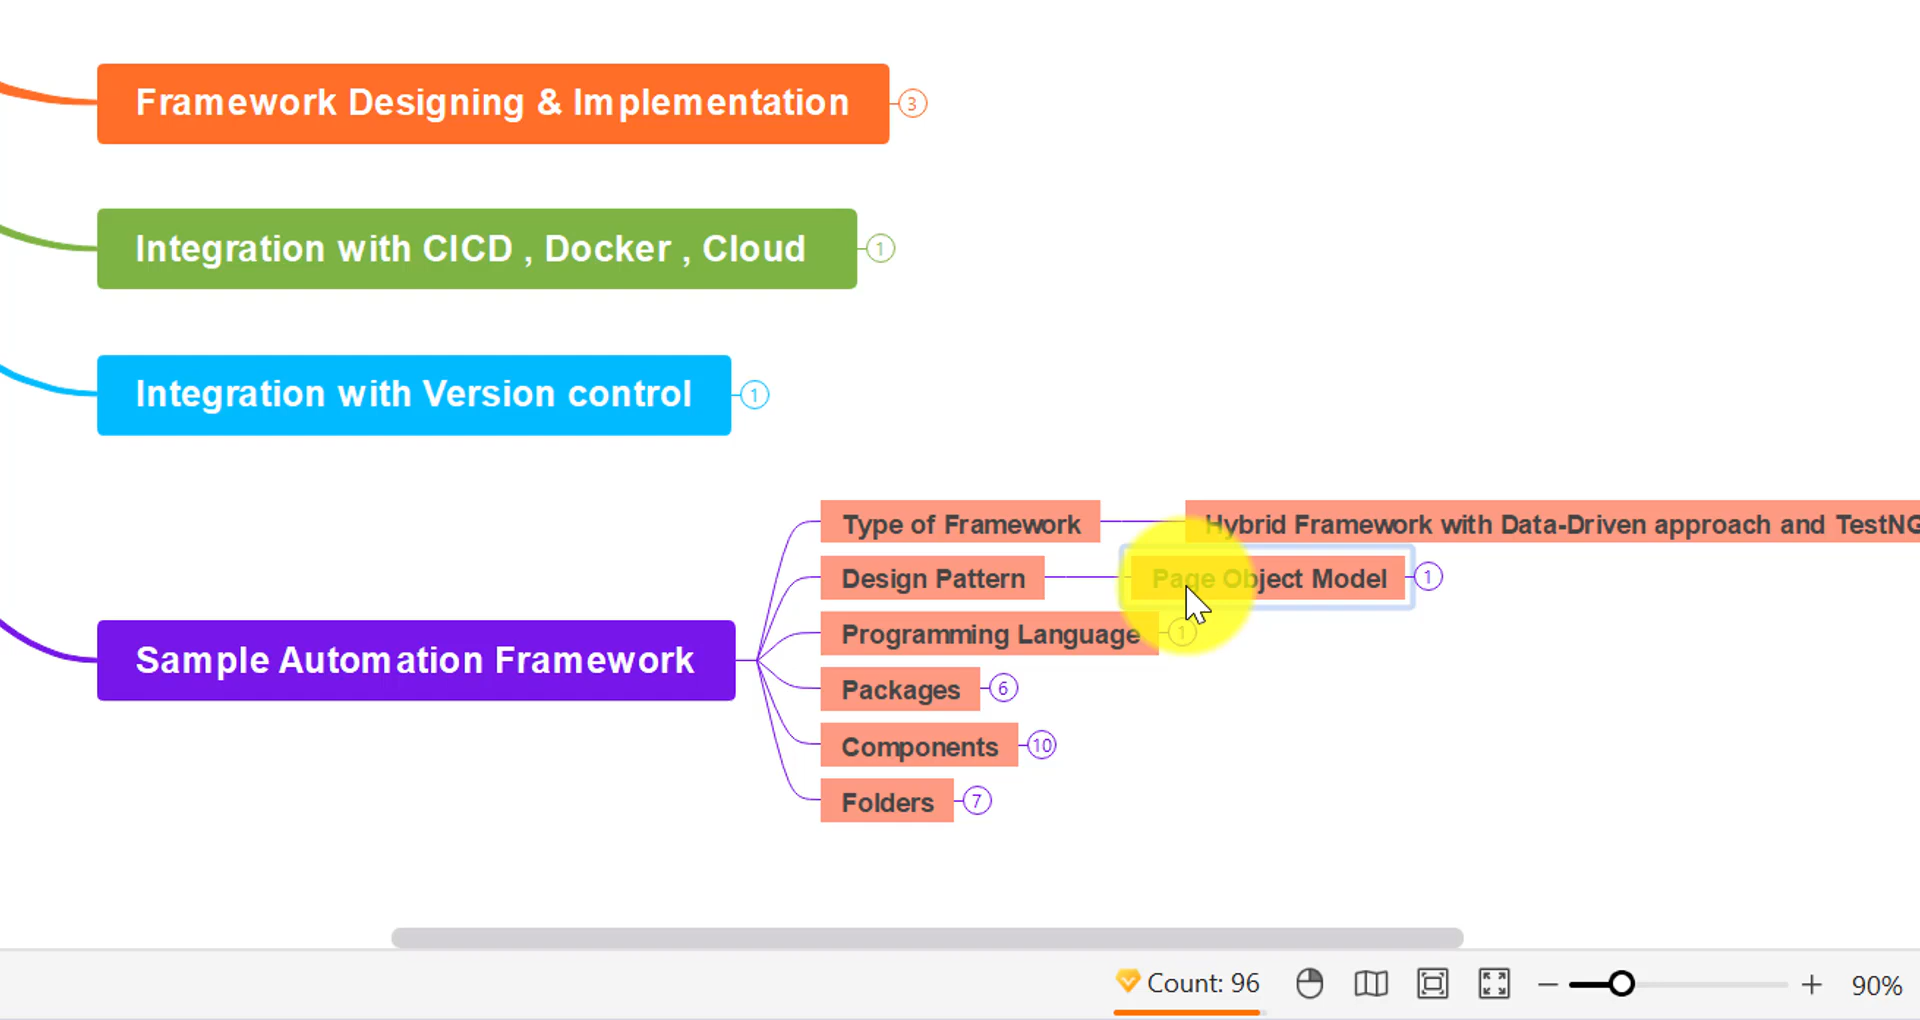 Framework Designing & Implementation 3
Integration with CICD , Docker , Cloud 1
Integration with Version control 1
Type of Framework Hybrid Framework with Data-Driven approach and TestNG
Design Pattern Page Object Model 1
Programming Language 1
Sample Automation Framework
Packages 6
Components 10
Folders 7
Count: 96 90%